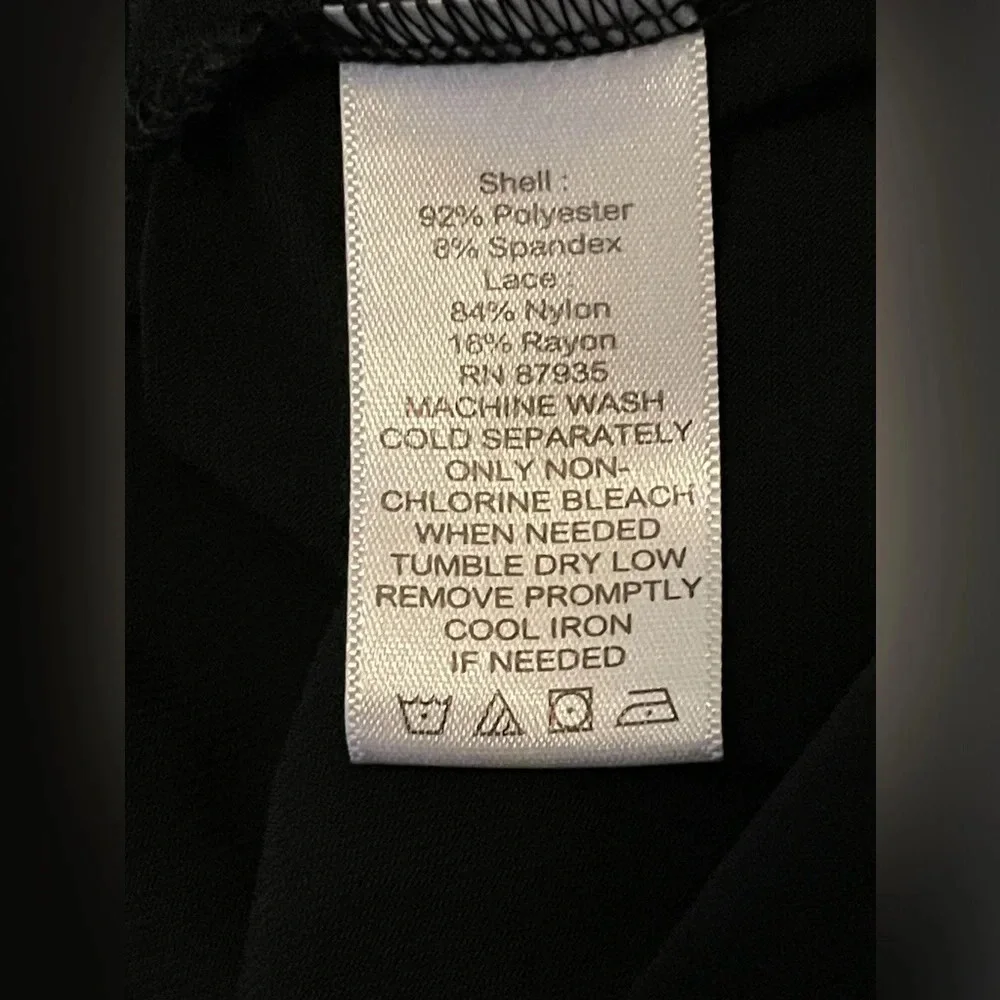 Shell :
92% Polyester
8% Spandex
Lace :
84% Nylon
16% Rayon
RN 87935
MACHINE WASH
COLD SEPARATELY
ONLY NON-
CHLORINE BLEACH
WHEN NEEDED
TUMBLE DRY LOW
REMOVE PROMPTLY
COOL IRON
IF NEEDED